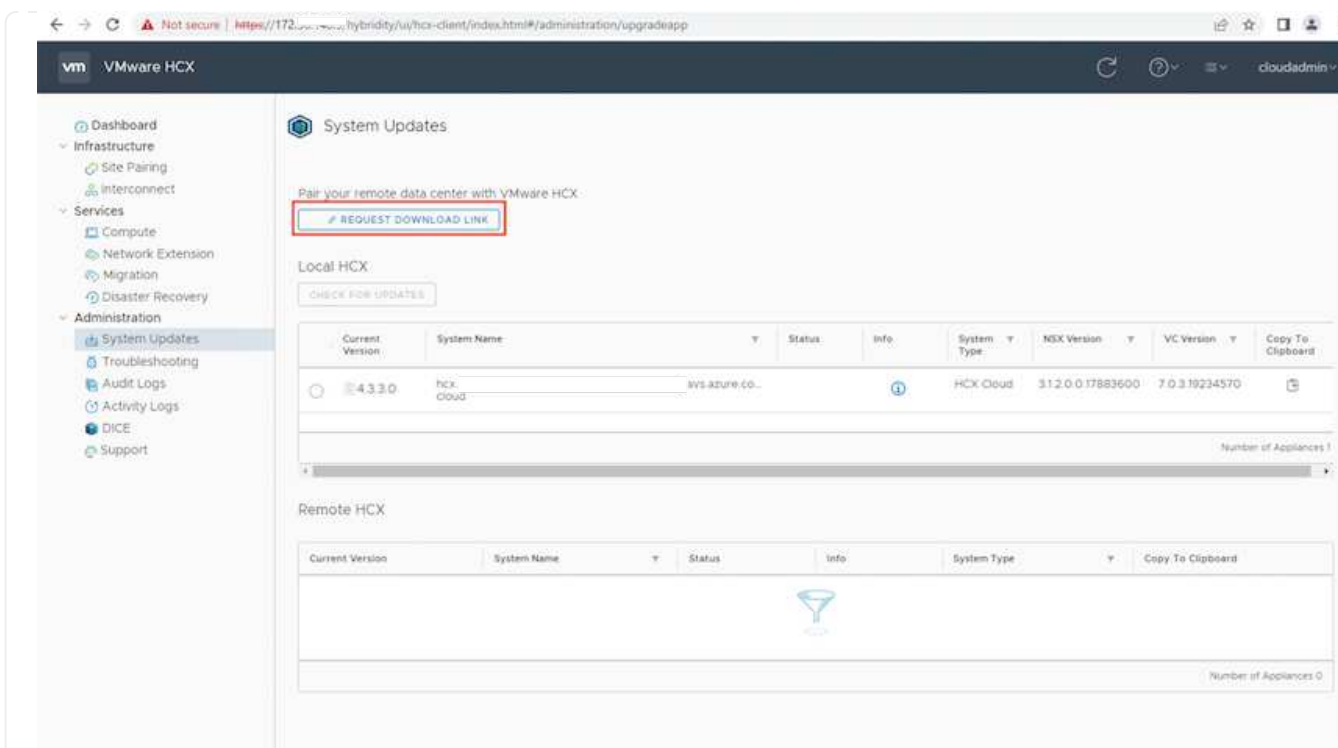 Not secure | https://172. hybridity/ui/hcx-client/index.html#/administration/upgradeapp
vm VMware HCX
cloudadmin
Dashboard
Infrastructure
Site Pairing
Interconnect
Services
Compute
Network Extension
Migration
Disaster Recovery
Administration
System Updates
Troubleshooting
Audit Logs
Activity Logs
DICE
Support
System Updates
Pair your remote data center with VMware HCX
REQUEST DOWNLOAD LINK
Local HCX
CHECK FOR UPDATES
Current Version System Name Status Info System Type NSX Version VC Version Copy To Clipboard
4.3.3.0 hcx. cloud avs.azure.co... HCX Cloud 3.1.2.0.0.17883600 7.0.3.19234570
Number of Appliances 1
Remote HCX
Current Version System Name Status Info System Type Copy To Clipboard
Number of Appliances 0